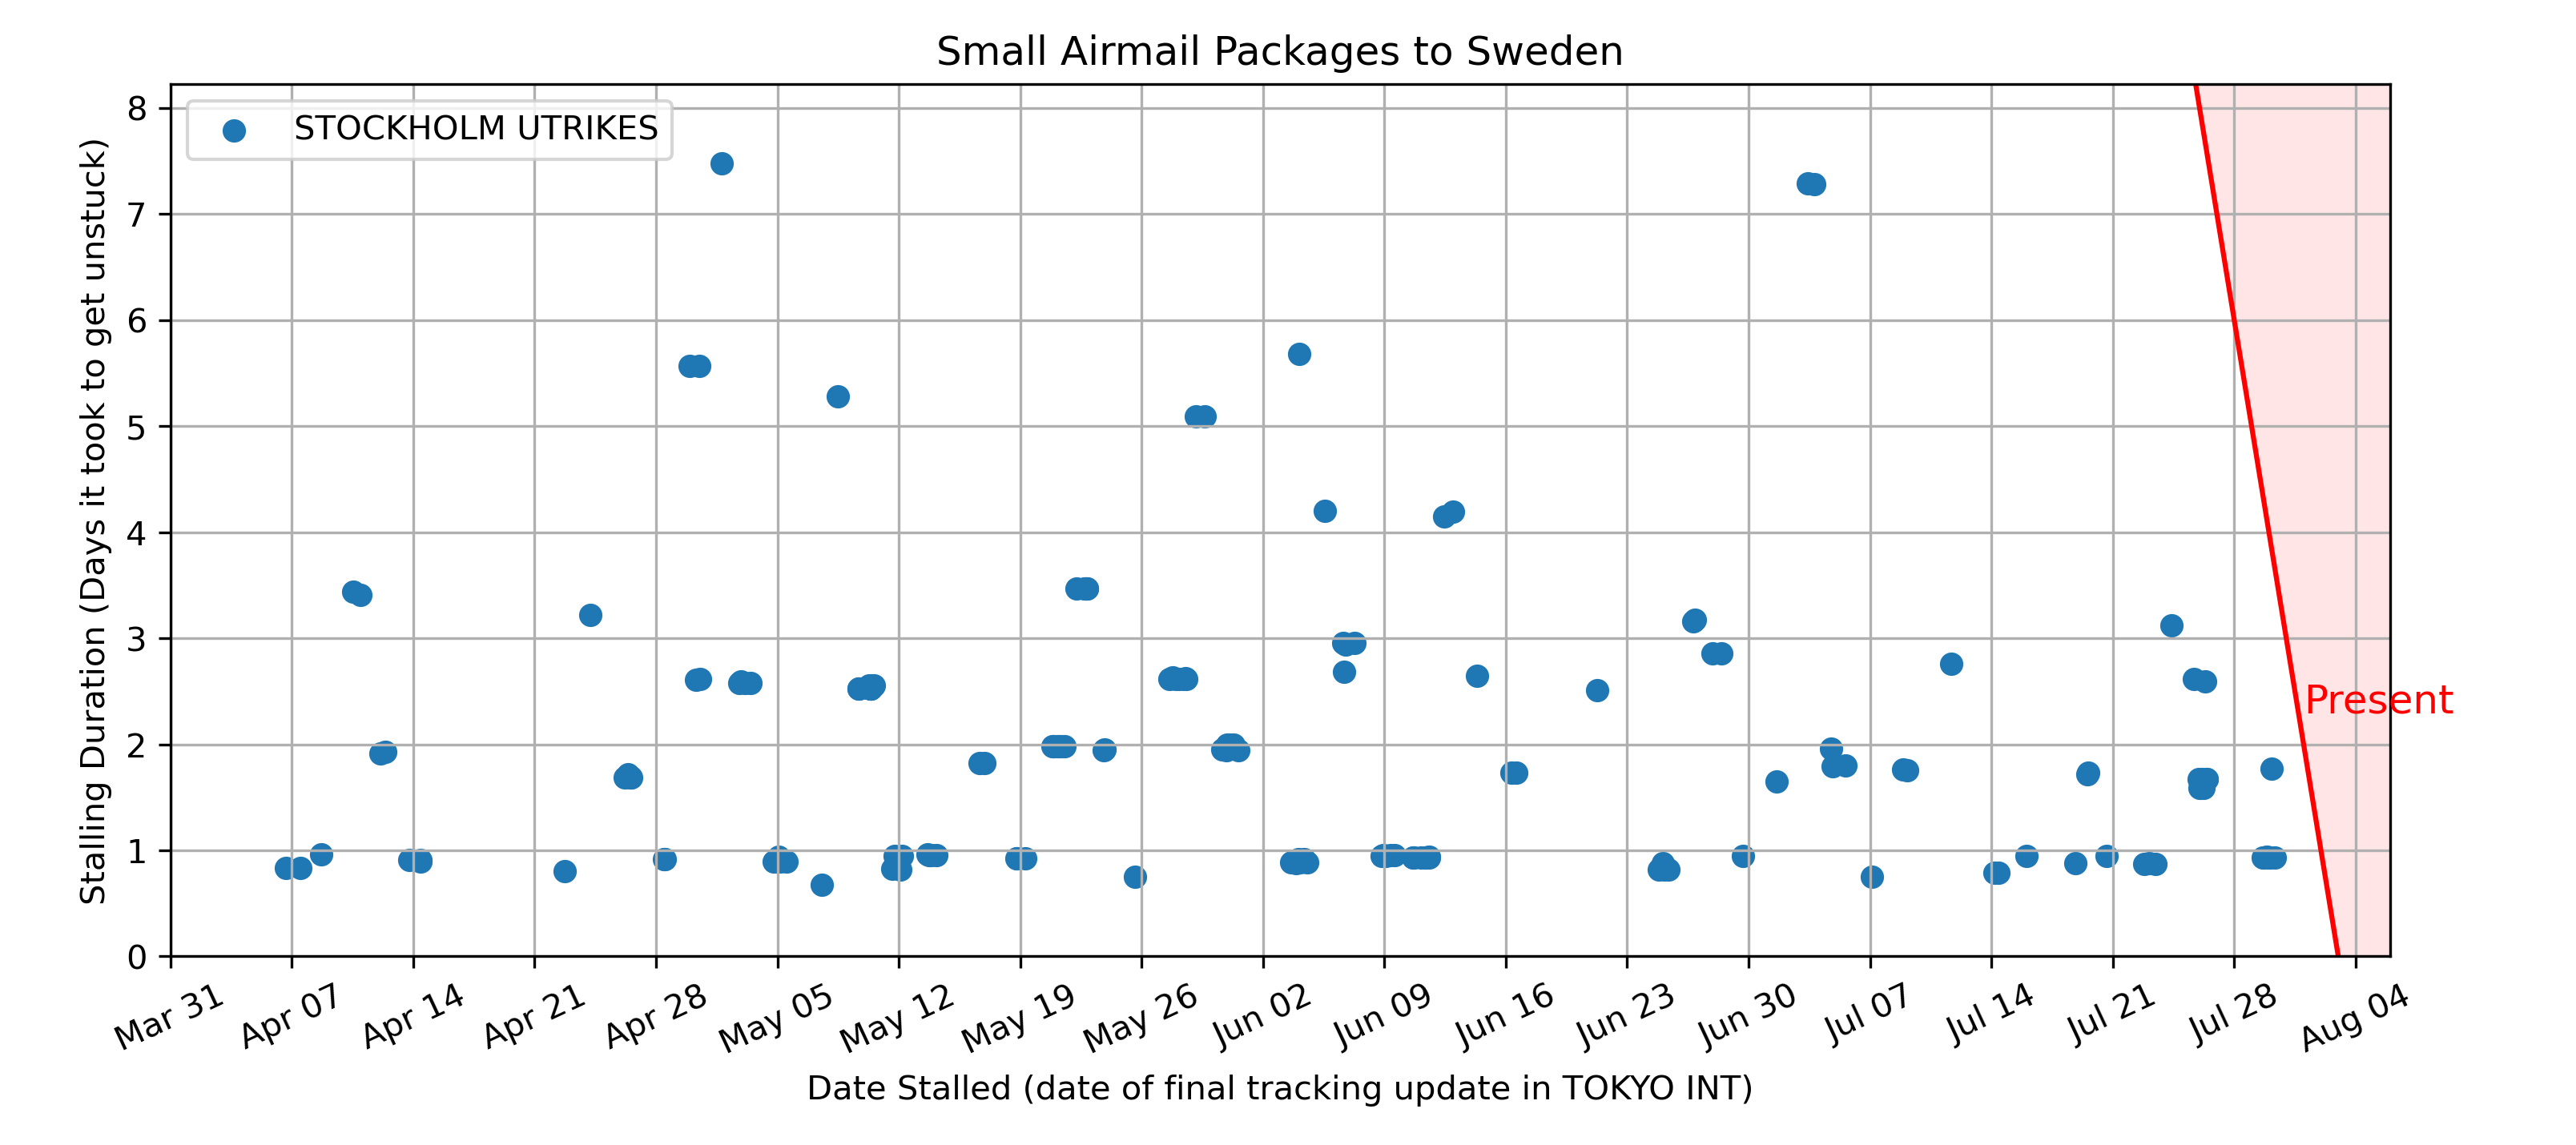 Small Airmail Packages to Sweden
STOCKHOLM UTRIKES
Stalling Duration (Days it took to get unstuck)
8
7
6
5
4
3
2
1
0
Present
Mar 31
Apr 07
Apr 14
Apr 21
Apr 28
May 05
May 12
May 19
May 26
Jun 02
Jun 09
Jun 16
Jun 23
Jun 30
Jul 07
Jul 14
Jul 21
Jul 28
Aug 04
Date Stalled (date of final tracking update in TOKYO INT)